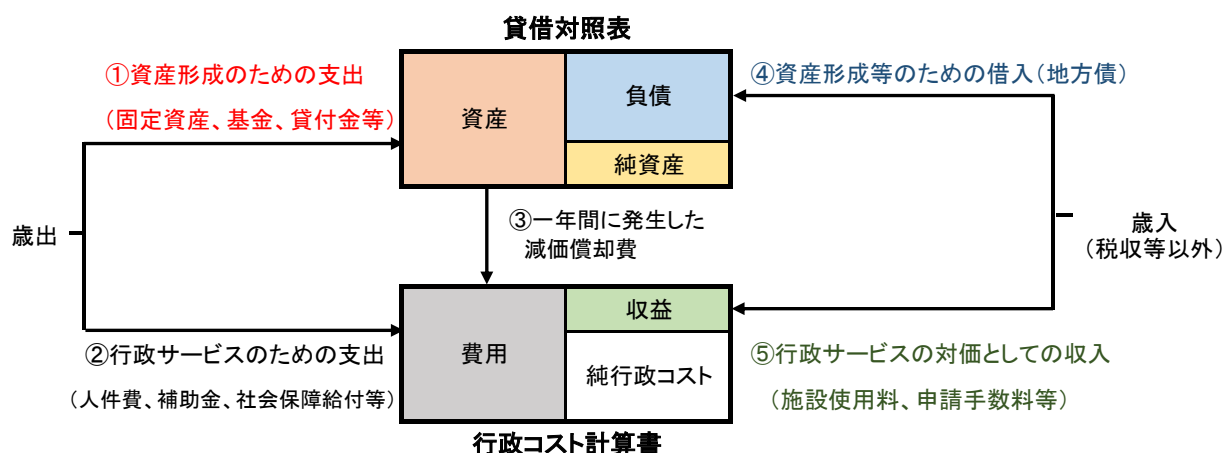 貸借対照表
①資産形成のための支出
（固定資産、基金、貸付金等）
資産
負債
純資産
④資産形成等のための借入（地方債）
歳出
③一年間に発生した
減価償却費
歳入
（税収等以外）
②行政サービスのための支出
（人件費、補助金、社会保障給付等）
費用
収益
純行政コスト
⑤行政サービスの対価としての収入
（施設使用料、申請手数料等）
行政コスト計算書